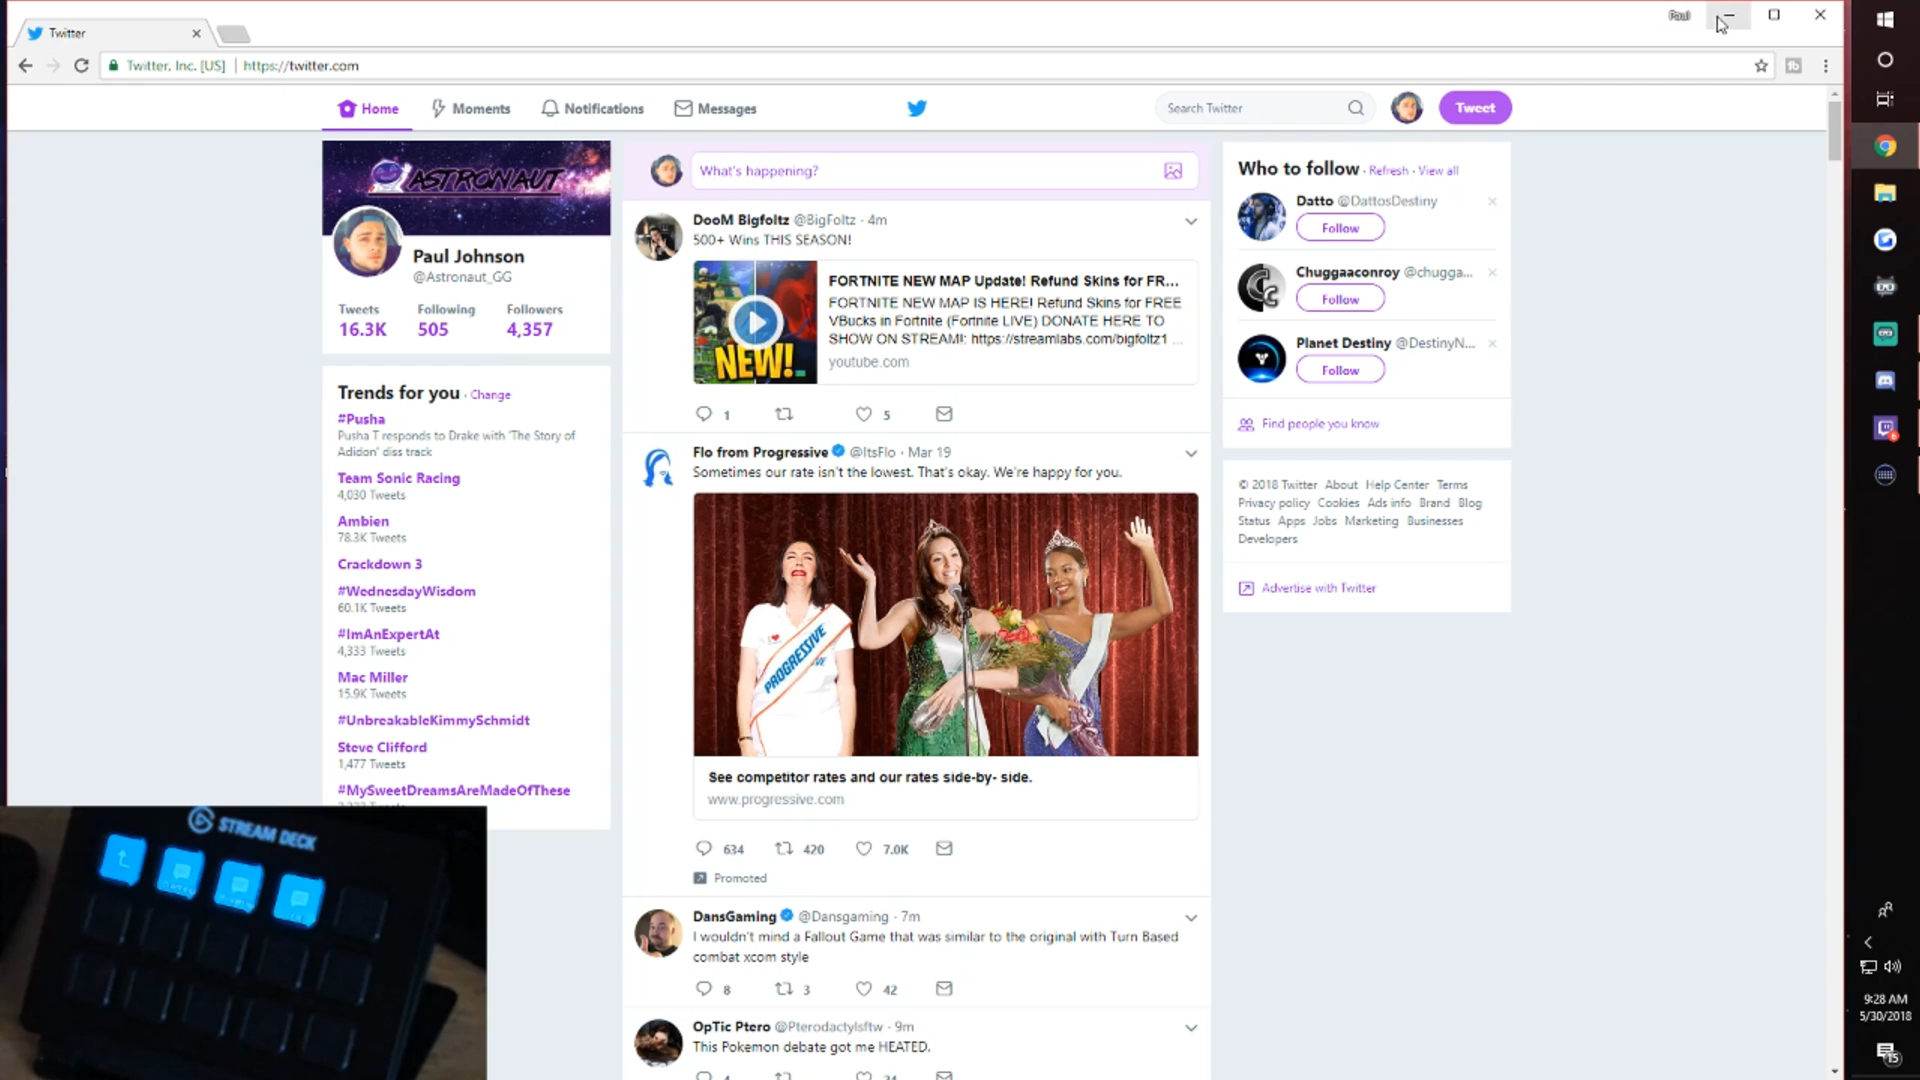 Twitter
Paul
Twitter, Inc. [US] | https://twitter.com
Home
Moments
Notifications
Messages
Search Twitter
Tweet
ASTRONAUT
Paul Johnson
@Astronaut_GG
Tweets Following Followers
16.3K 505 4,357
Trends for you · Change
#Pusha
Pusha T responds to Drake with 'The Story of
Adidon' diss track
Team Sonic Racing
4,030 Tweets
Ambien
78.3K Tweets
Crackdown 3
#WednesdayWisdom
60.1K Tweets
#ImAnExpertAt
4,333 Tweets
Mac Miller
15.9K Tweets
#UnbreakableKimmySchmidt
Steve Clifford
1,477 Tweets
#MySweetDreamsAreMadeOfThese
STREAM DECK
What's happening?
DooM Bigfoltz @BigFoltz · 4m
500+ Wins THIS SEASON!
NEW!
FORTNITE NEW MAP Update! Refund Skins for FR...
FORTNITE NEW MAP IS HERE! Refund Skins for FREE
VBucks in Fortnite (Fortnite LIVE) DONATE HERE TO
SHOW ON STREAM!: https://streamlabs.com/bigfoltz1 ...
youtube.com
1 5
Flo from Progressive @ItsFlo · Mar 19
Sometimes our rate isn't the lowest. That's okay. We're happy for you.
I
PROGRESSIVE
See competitor rates and our rates side-by- side.
www.progressive.com
634 420 7.0K
Promoted
DansGaming @Dansgaming · 7m
I wouldn't mind a Fallout Game that was similar to the original with Turn Based
combat xcom style
8 3 42
OpTic Ptero @Pterodactylsftw · 9m
This Pokemon debate got me HEATED.
Who to follow · Refresh · View all
Datto @DattosDestiny
Follow
Chuggaaconroy @chugga...
Follow
Planet Destiny @DestinyN...
Follow
Find people you know
© 2018 Twitter About Help Center Terms
Privacy policy Cookies Ads info Brand Blog
Status Apps Jobs Marketing Businesses
Developers
Advertise with Twitter
9:28 AM
5/30/2018
15